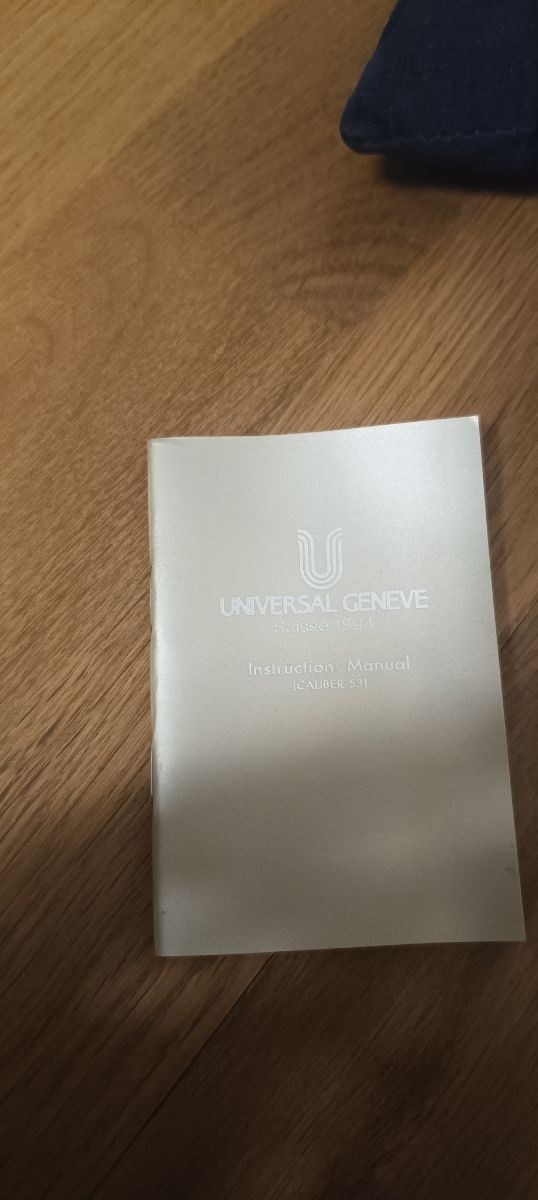 UNIVERSAL GENEVE
Suisse 1894
Instruction Manual
(CALIBER 53)